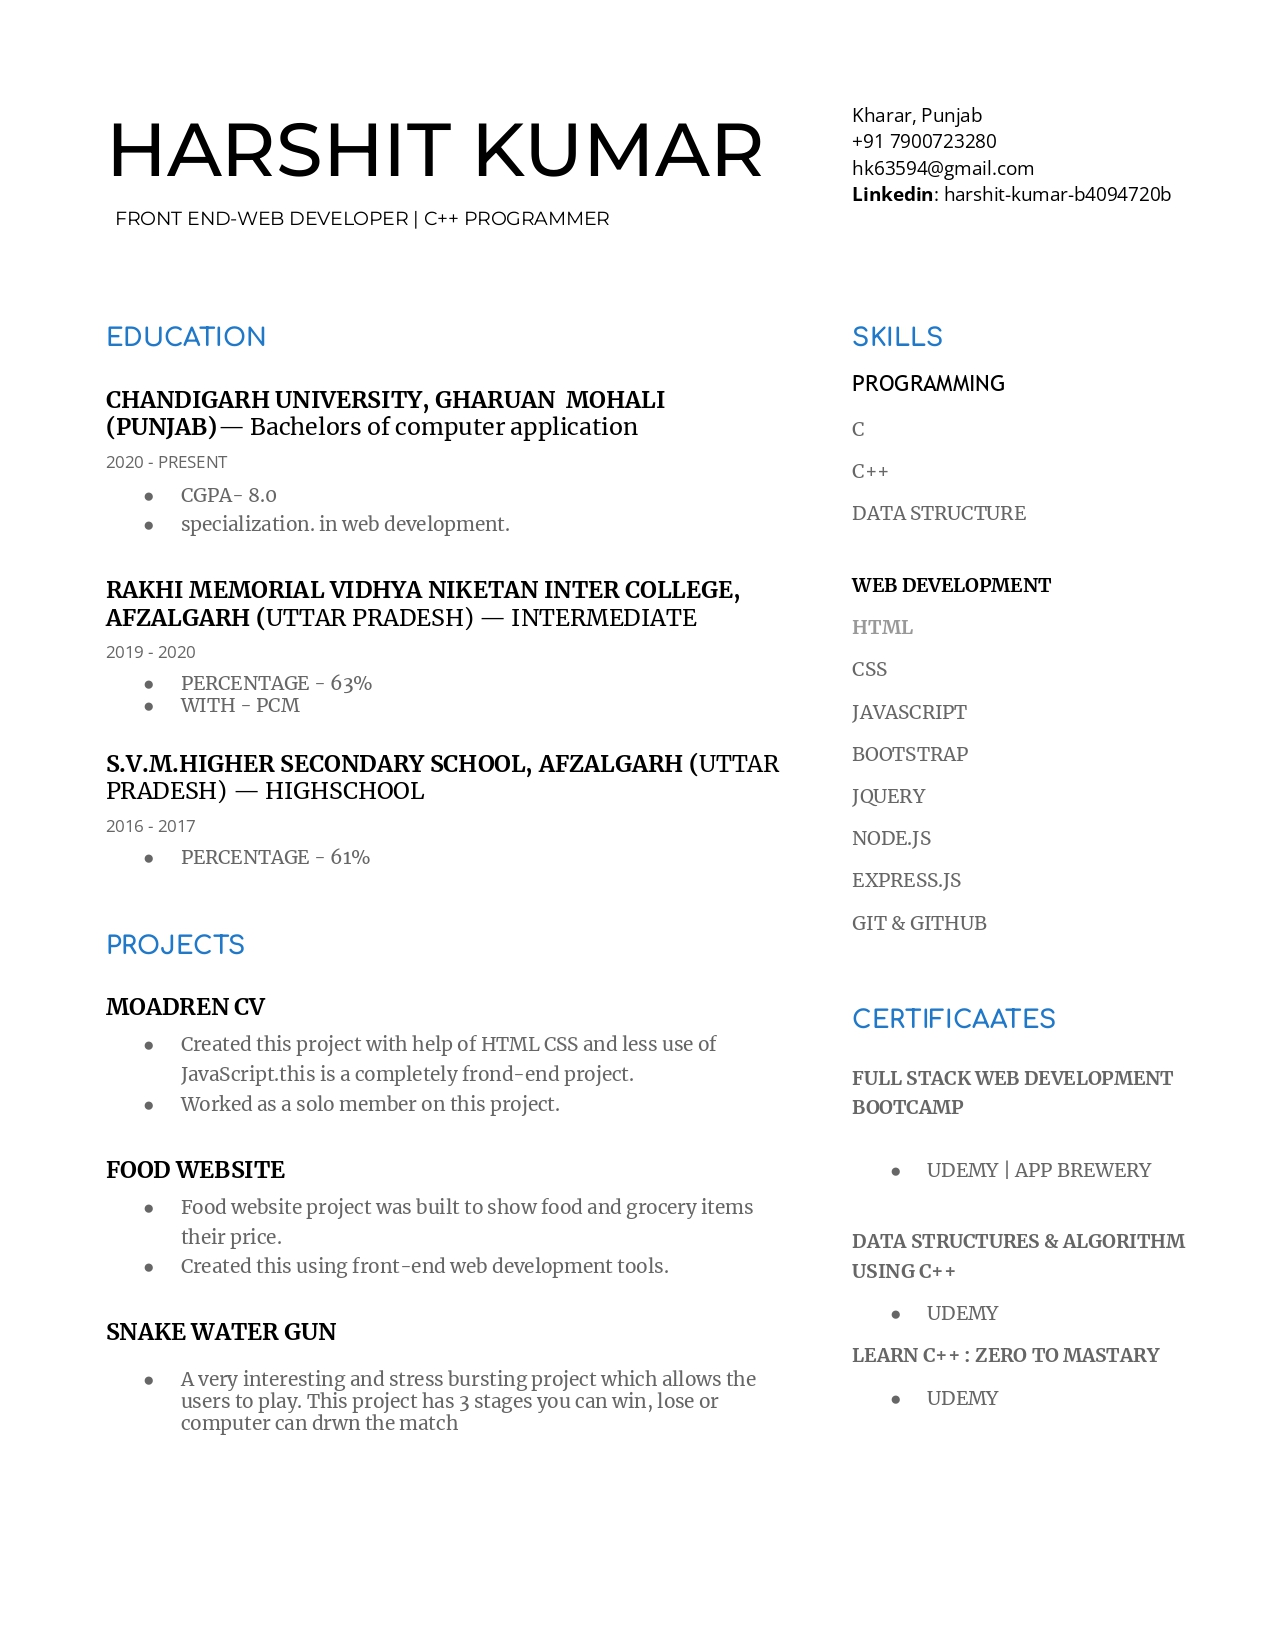 HARSHIT KUMAR
FRONT END-WEB DEVELOPER | C++ PROGRAMMER
Kharar, Punjab
+91 7900723280
hk63594@gmail.com
Linkedin: harshit-kumar-b4094720b
EDUCATION
CHANDIGARH UNIVERSITY, GHARUAN  MOHALI
(PUNJAB)— Bachelors of computer application
2020 - PRESENT
● CGPA- 8.0
● specialization. in web development.
RAKHI MEMORIAL VIDHYA NIKETAN INTER COLLEGE,
AFZALGARH (UTTAR PRADESH) — INTERMEDIATE
2019 - 2020
● PERCENTAGE - 63%
● WITH - PCM
S.V.M.HIGHER SECONDARY SCHOOL, AFZALGARH (UTTAR
PRADESH) — HIGHSCHOOL
2016 - 2017
● PERCENTAGE - 61%
PROJECTS
MOADREN CV
● Created this project with help of HTML CSS and less use of
JavaScript.this is a completely frond-end project.
● Worked as a solo member on this project.
FOOD WEBSITE
● Food website project was built to show food and grocery items
their price.
● Created this using front-end web development tools.
SNAKE WATER GUN
● A very interesting and stress bursting project which allows the
users to play. This project has 3 stages you can win, lose or
computer can drwn the match
SKILLS
PROGRAMMING
C
C++
DATA STRUCTURE
WEB DEVELOPMENT
HTML
CSS
JAVASCRIPT
BOOTSTRAP
JQUERY
NODE.JS
EXPRESS.JS
GIT & GITHUB
CERTIFICAATES
FULL STACK WEB DEVELOPMENT
BOOTCAMP
● UDEMY | APP BREWERY
DATA STRUCTURES & ALGORITHM
USING C++
● UDEMY
LEARN C++ : ZERO TO MASTARY
● UDEMY